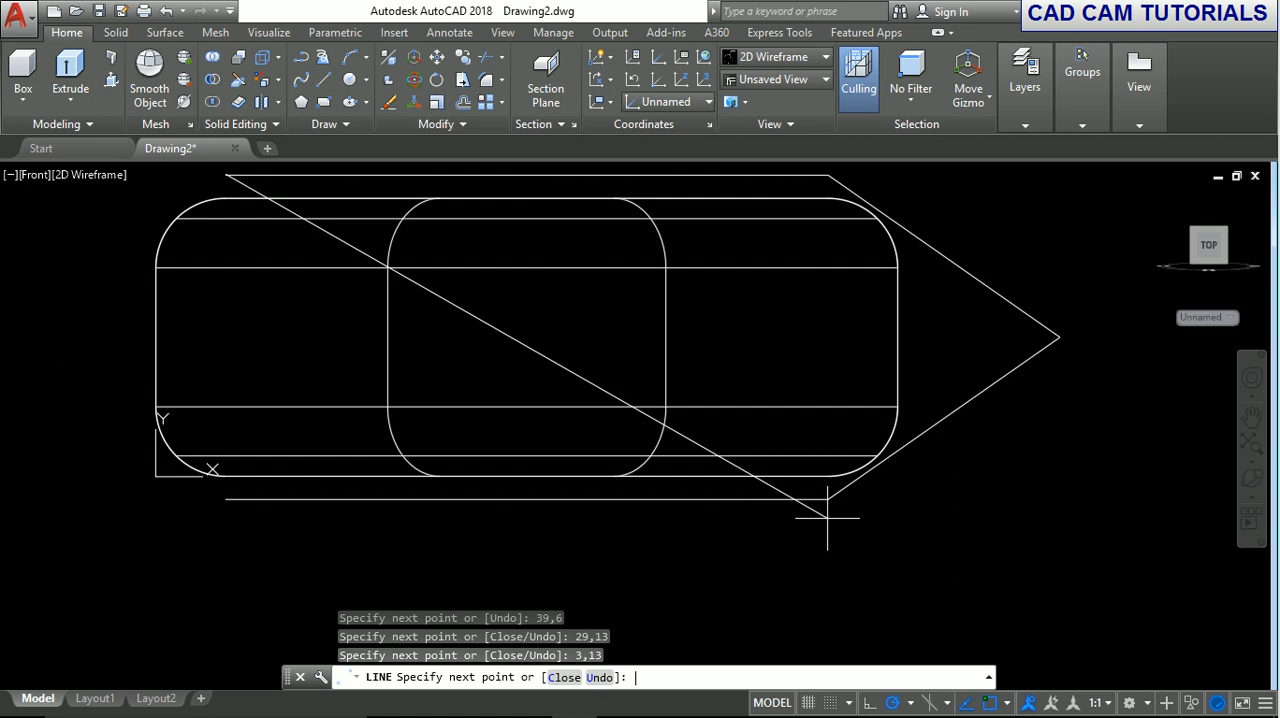 Autodesk AutoCAD 2018 Drawing2.dwg
Type a keyword or phrase
Sign In
CAD CAM TUTORIALS
Home Solid Surface Mesh Visualize Parametric Insert Annotate View Manage Output Add-ins A360 Express Tools Featured Apps
Box
Extrude
Smooth
Object
Section
Plane
2D Wireframe
Unsaved View
Unnamed
Culling
No Filter
Move
Gizmo
Layers
Groups
View
Modeling Mesh Solid Editing Draw Modify Section Coordinates View Selection
Start Drawing2*
[−][Front][2D Wireframe]
TOP
Unnamed
Y
X
Specify next point or [Undo]: 39,6
Specify next point or [Close/Undo]: 29,13
Specify next point or [Close/Undo]: 3,13
LINE Specify next point or [Close Undo]:
Model Layout1 Layout2 +
MODEL
1:1